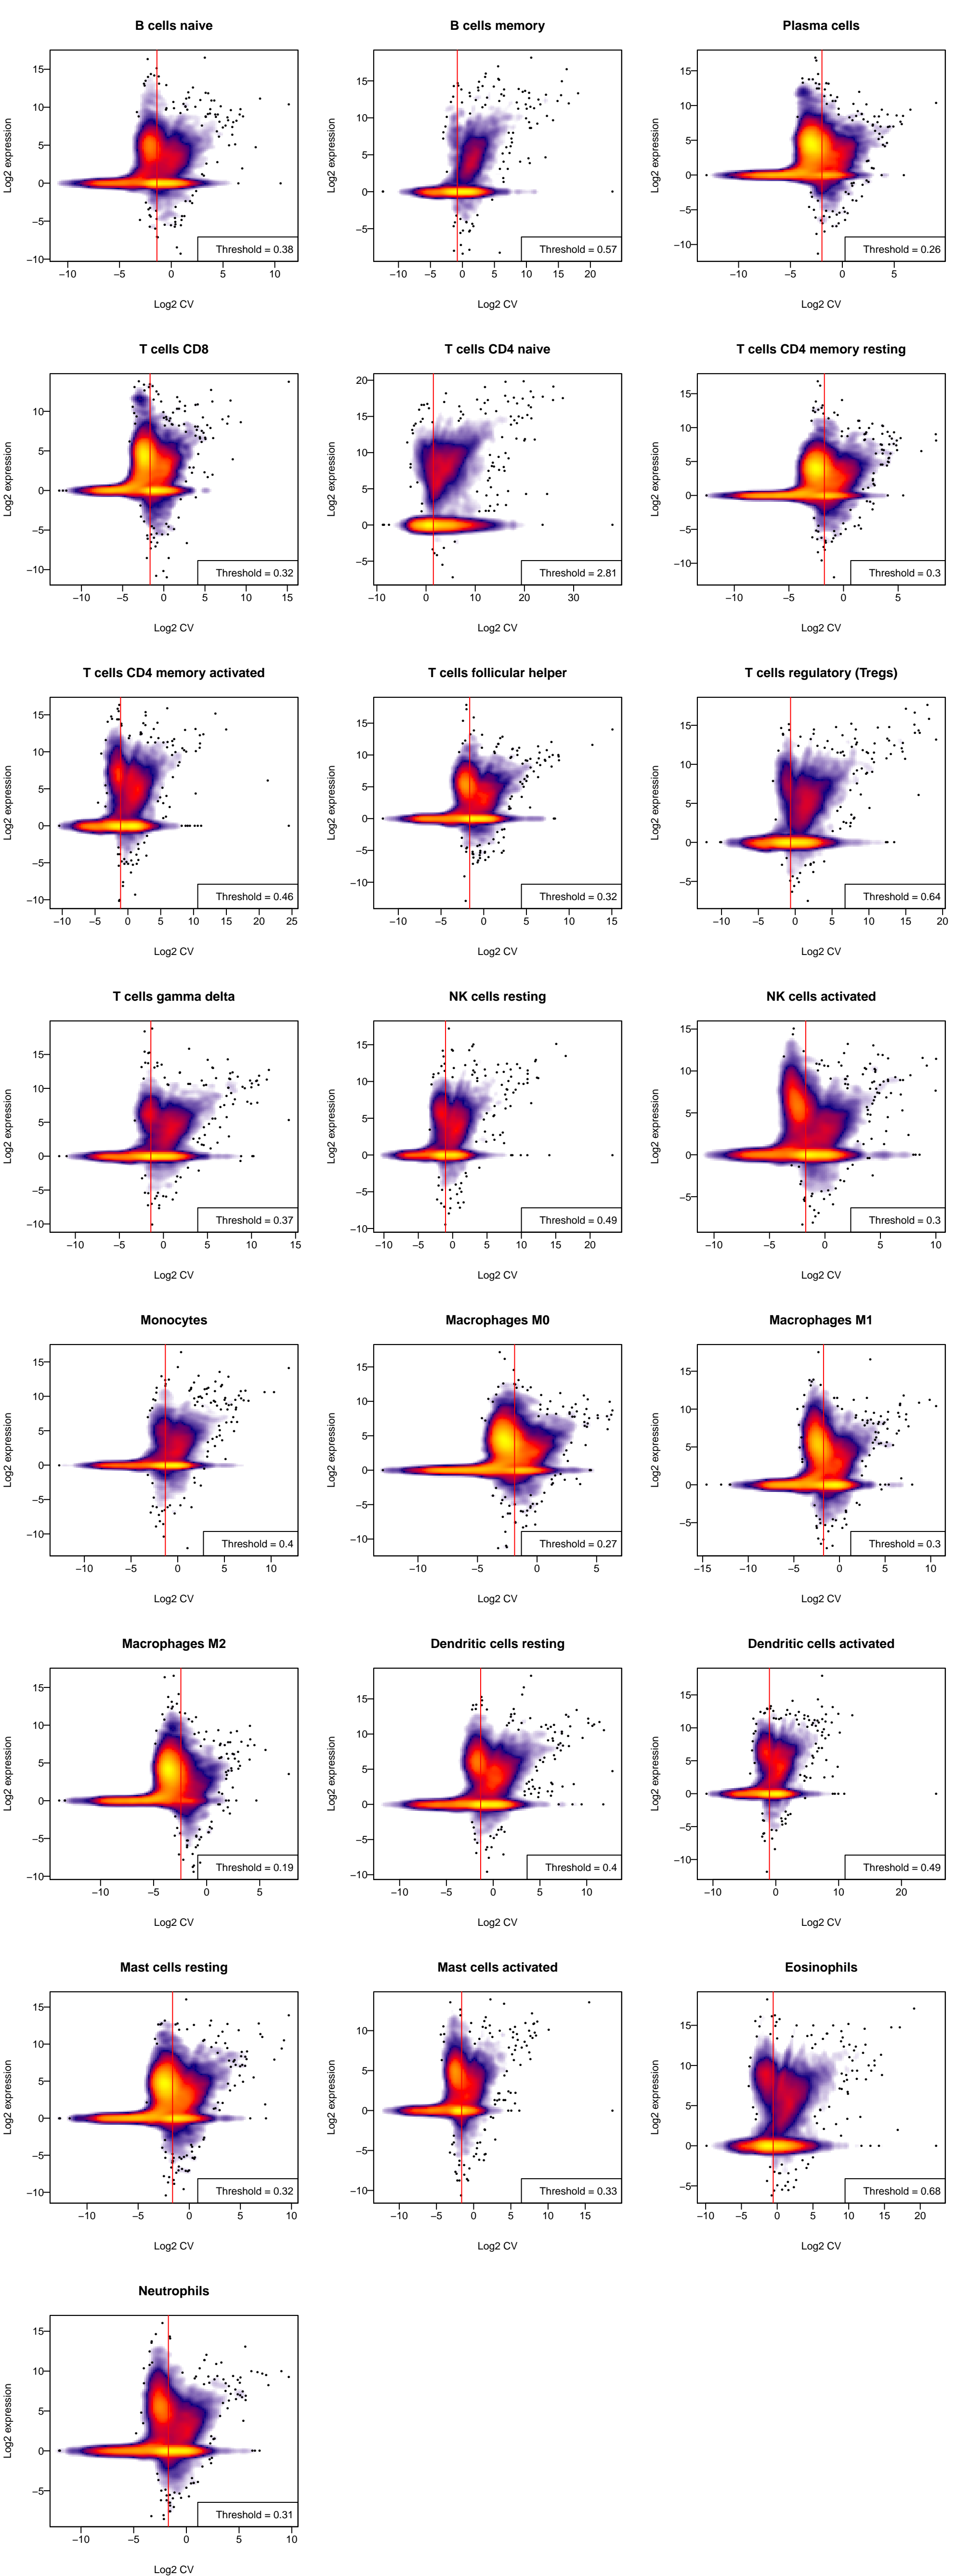 B cells naive
B cells memory
Plasma cells
Log2 expression
15
10
5
0
−5
−10
Threshold = 0.38
−10 −5 0 5 10
Log2 CV
Log2 expression
15
10
5
0
−5
Threshold = 0.57
−10 −5 0 5 10 15 20
Log2 CV
Log2 expression
15
10
5
0
−5
−10
Threshold = 0.26
−10 −5 0 5
Log2 CV
T cells CD8
T cells CD4 naive
T cells CD4 memory resting
Log2 expression
10
5
0
−5
−10
Threshold = 0.32
−10 −5 0 5 10 15
Log2 CV
Log2 expression
20
15
10
5
0
−5
Threshold = 2.81
−10 0 10 20 30
Log2 CV
Log2 expression
15
10
5
0
−5
−10
Threshold = 0.3
−10 −5 0 5
Log2 CV
T cells CD4 memory activated
T cells follicular helper
T cells regulatory (Tregs)
Log2 expression
15
10
5
0
−5
−10
Threshold = 0.46
−10 −5 0 5 10 15 20 25
Log2 CV
Log2 expression
15
10
5
0
−10
Threshold = 0.32
−10 −5 0 5 10 15
Log2 CV
Log2 expression
15
10
5
0
−5
Threshold = 0.64
−10 −5 0 5 10 15 20
Log2 CV
T cells gamma delta
NK cells resting
NK cells activated
Log2 expression
15
10
5
0
−5
−10
Threshold = 0.37
−10 −5 0 5 10 15
Log2 CV
Log2 expression
15
10
5
0
−5
−10
Threshold = 0.49
−10 −5 0 5 10 15 20
Log2 CV
Log2 expression
15
10
5
0
−5
Threshold = 0.3
−10 −5 0 5 10
Log2 CV
Monocytes
Macrophages M0
Macrophages M1
Log2 expression
15
10
5
0
−5
−10
Threshold = 0.4
−10 −5 0 5 10
Log2 CV
Log2 expression
15
10
5
0
−5
−10
Threshold = 0.27
−10 −5 0 5
Log2 CV
Log2 expression
15
10
5
0
−5
Threshold = 0.3
−15 −10 −5 0 5 10
Log2 CV
Macrophages M2
Dendritic cells resting
Dendritic cells activated
Log2 expression
15
10
5
0
−5
−10
Threshold = 0.19
−10 −5 0 5
Log2 CV
Log2 expression
15
10
5
0
−5
−10
Threshold = 0.4
−10 −5 0 5 10
Log2 CV
Log2 expression
15
10
5
0
−5
−10
Threshold = 0.49
−10 0 10 20
Log2 CV
Mast cells resting
Mast cells activated
Eosinophils
Log2 expression
15
10
5
0
−5
−10
Threshold = 0.32
−10 −5 0 5 10
Log2 CV
Log2 expression
10
5
0
−5
−10
Threshold = 0.33
−10 −5 0 5 10 15
Log2 CV
Log2 expression
15
10
5
0
−5
Threshold = 0.68
−10 −5 0 5 10 15 20
Log2 CV
Neutrophils
Log2 expression
15
10
5
0
−5
Threshold = 0.31
−10 −5 0 5 10
Log2 CV